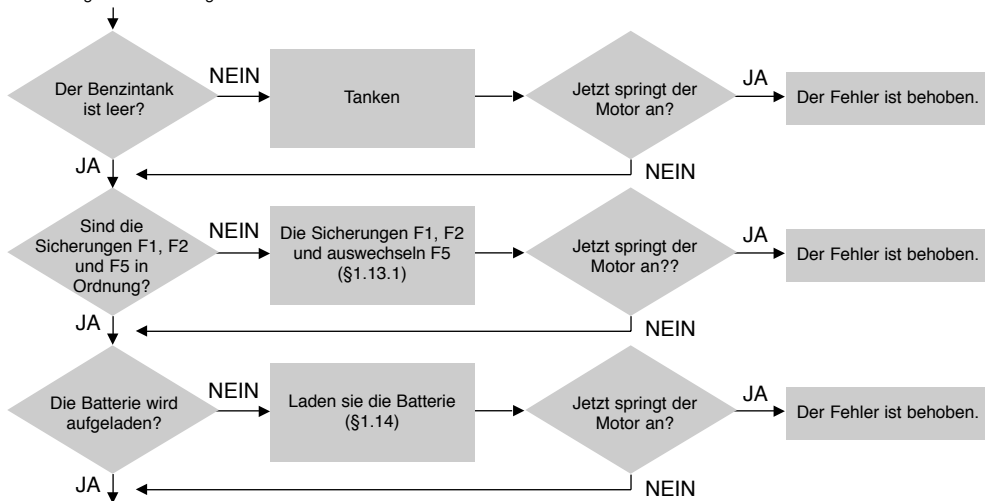 Der Benzintank
ist leer?
NEIN
Tanken
Jetzt springt der
Motor an?
JA
Der Fehler ist behoben.
JA
NEIN
Sind die
Sicherungen F1, F2
und F5 in
Ordnung?
NEIN
Die Sicherungen F1, F2
und auswechseln F5
(§1.13.1)
Jetzt springt der
Motor an??
JA
Der Fehler ist behoben.
JA
NEIN
Die Batterie wird
aufgeladen?
NEIN
Laden sie die Batterie
(§1.14)
Jetzt springt der
Motor an?
JA
Der Fehler ist behoben.
JA
NEIN